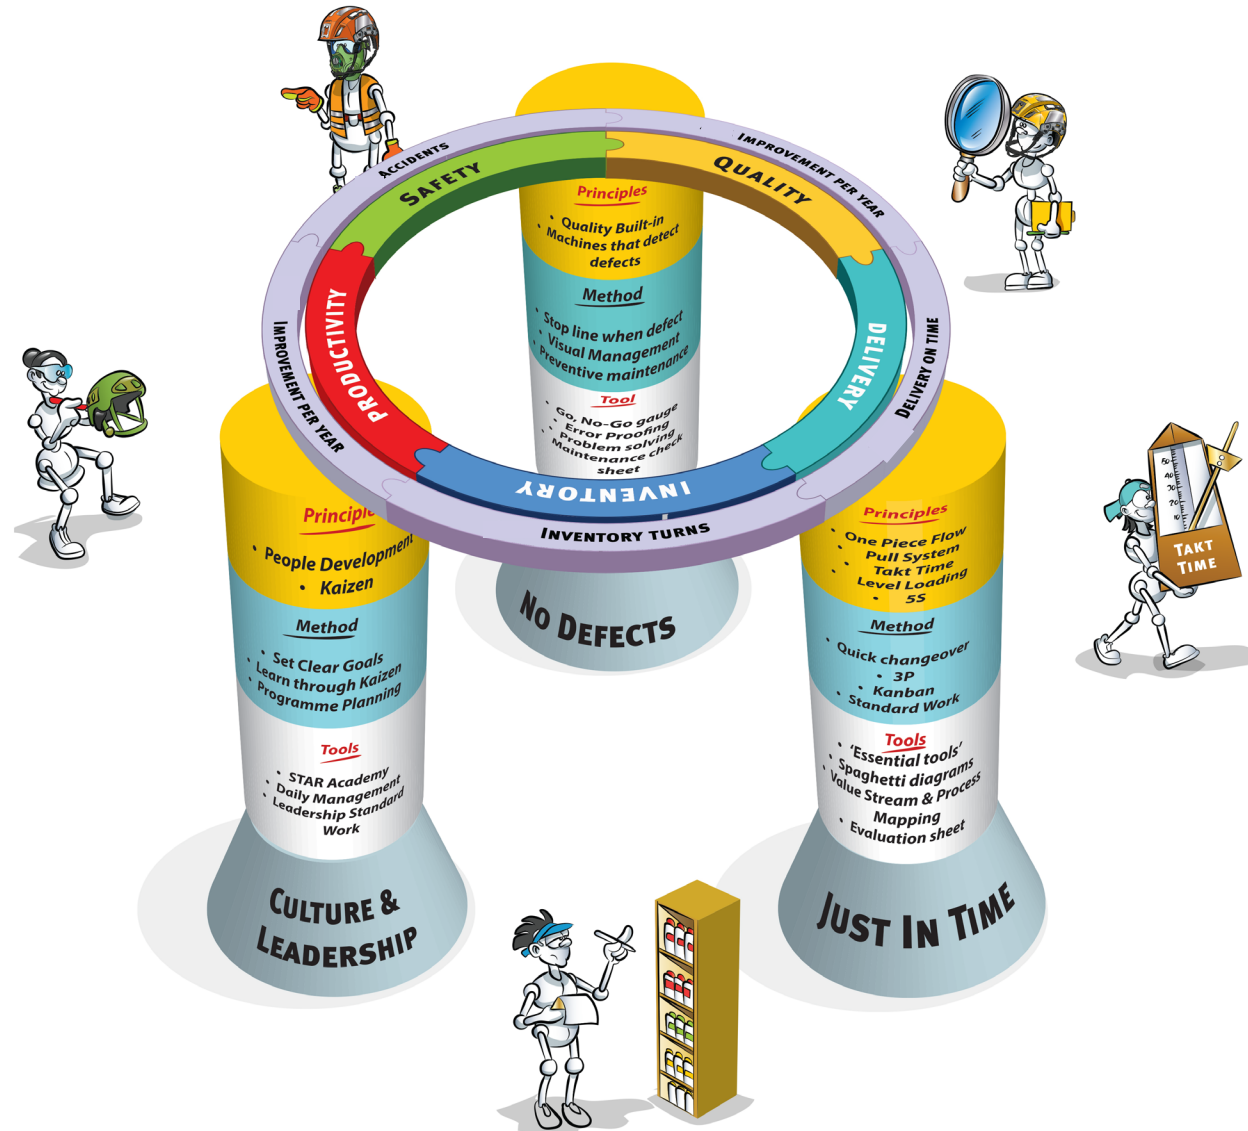 ACCIDENTS
IMPROVEMENT PER YEAR
SAFETY
QUALITY
DELIVERY
DELIVERY ON TIME
INVENTORY
INVENTORY TURNS
PRODUCTIVITY
IMPROVEMENT PER YEAR
Principles
• Quality Built-in
• Machines that detect
defects
Method
• Stop line when defect
• Visual Management
• Preventive maintenance
Tool
• Go, No-Go gauge
• Error Proofing
• Problem solving
• Maintenance check
sheet
NO DEFECTS
Principle
• People Development
• Kaizen
Method
• Set Clear Goals
• Learn through Kaizen
• Programme Planning
Tools
• STAR Academy
• Daily Management
• Leadership Standard
Work
CULTURE &
LEADERSHIP
Principles
• One Piece Flow
• Pull System
• Takt Time
• Level Loading
• 5S
Method
• Quick changeover
• 3P
• Kanban
• Standard Work
Tools
• 'Essential tools'
• Spaghetti diagrams
• Value Stream & Process
Mapping
• Evaluation sheet
JUST IN TIME
TAKT
TIME